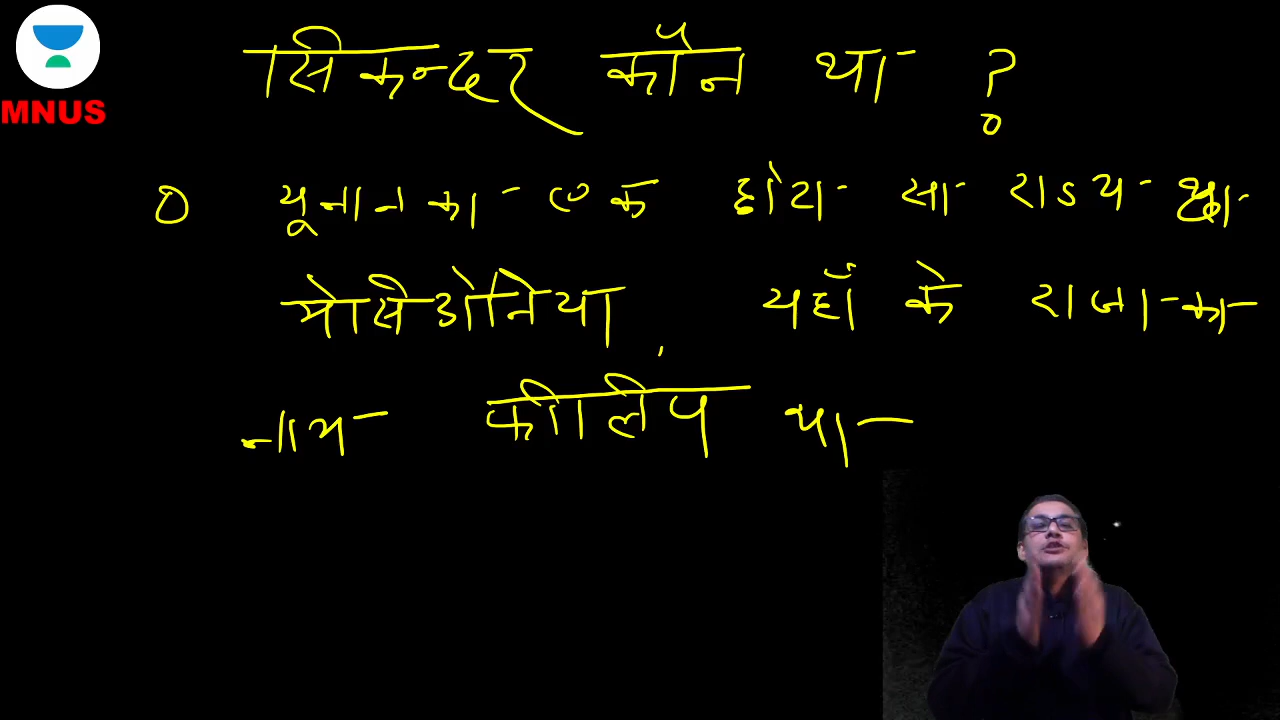 MNUS
सिकन्दर कौन था ?
यूनान का एक छोटा सा राज्य था
मेसिडोनिया, यहाँ के राजा का
नाम फीलिप था